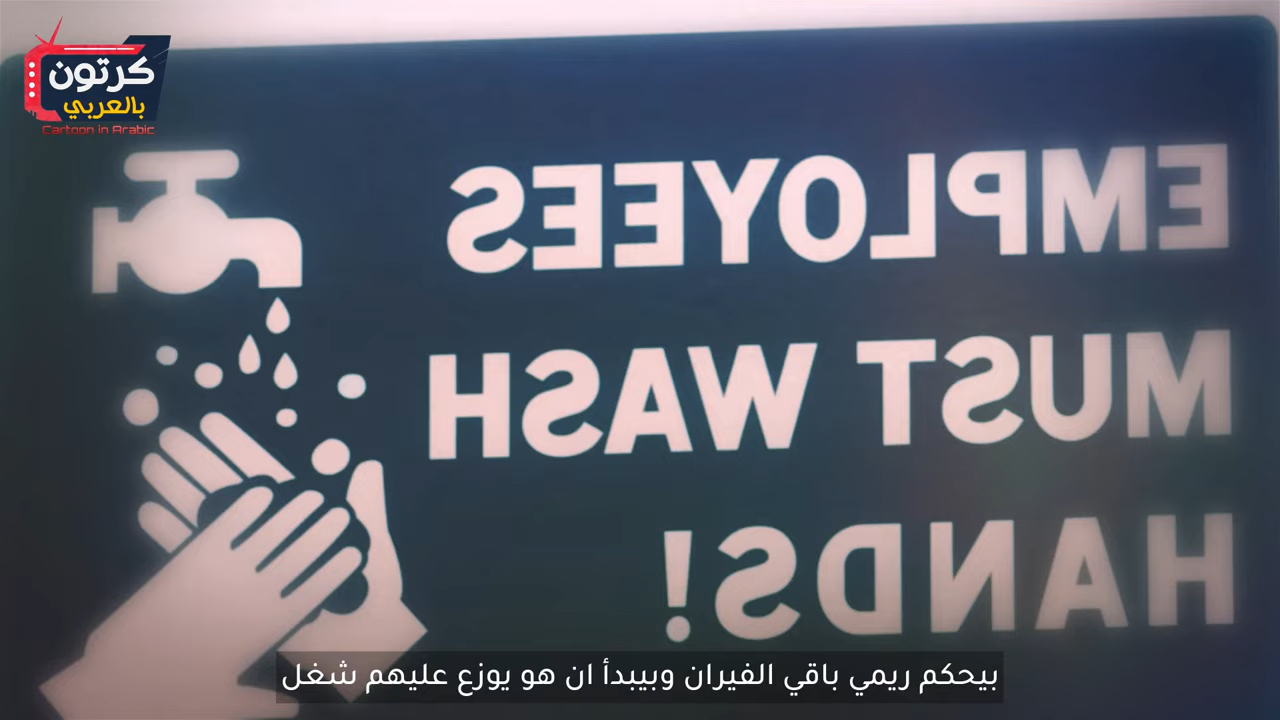 كرتون
بالعربي
Cartoon in Arabic
EMPLOYEES
MUST WASH
HANDS!
بيحكم ريمي باقي الفيران وبيبدأ ان هو يوزع عليهم شغل